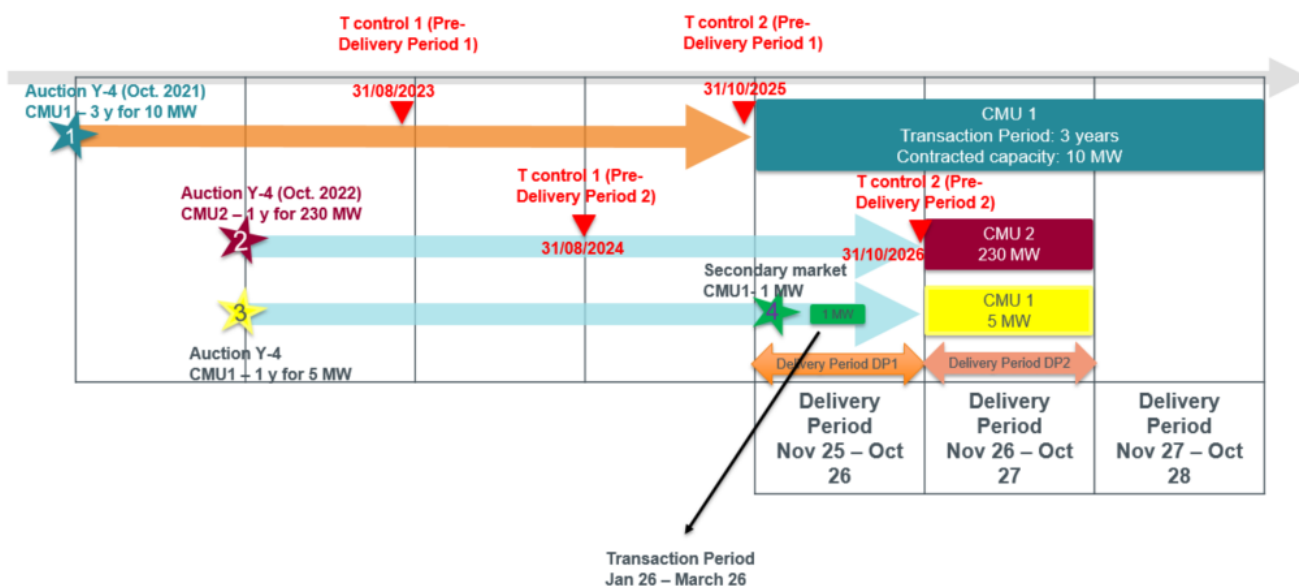 T control 1 (Pre-
Delivery Period 1)
T control 2 (Pre-
Delivery Period 1)
Auction Y-4 (Oct. 2021)
CMU1 – 3 y for 10 MW
31/08/2023
31/10/2025
1
CMU 1
Transaction Period: 3 years
Contracted capacity: 10 MW
Auction Y-4 (Oct. 2022)
CMU2 – 1 y for 230 MW
T control 1 (Pre-
Delivery Period 2)
T control 2 (Pre-
Delivery Period 2)
2
31/08/2024
31/10/2026
CMU 2
230 MW
Secondary market
CMU1- 1 MW
3
4
1 MW
CMU 1
5 MW
Auction Y-4
CMU1 – 1 y for 5 MW
Delivery Period DP1
Delivery Period DP2
Delivery
Period
Nov 25 – Oct
26
Delivery
Period
Nov 26 – Oct
27
Delivery
Period
Nov 27 – Oct
28
Transaction Period
Jan 26 – March 26